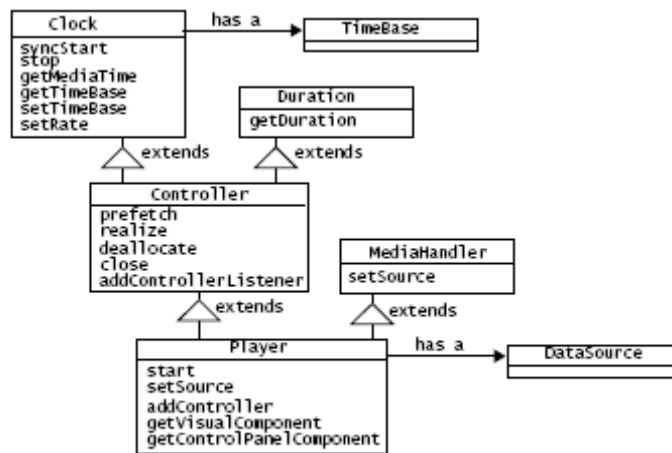 Clock
has a
TimeBase
syncStart
stop
getMediaTime
getTimeBase
setTimeBase
setRate
Duration
getDuration
extends
extends
Controller
prefetch
realize
deallocate
close
addControllerListener
MediaHandler
setSource
extends
extends
Player
has a
DataSource
start
setSource
addController
getVisualComponent
getControlPanelComponent